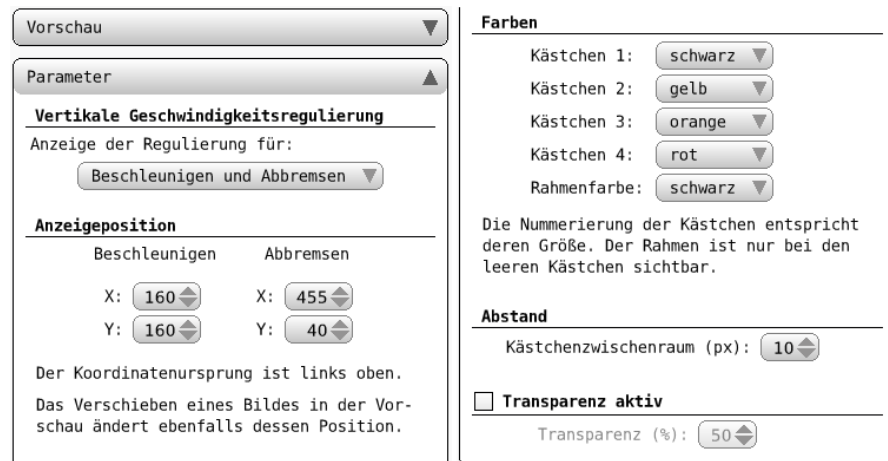 Vorschau
Parameter
Vertikale Geschwindigkeitsregulierung
Anzeige der Regulierung für:
Beschleunigen und Abbremsen
Anzeigeposition
Beschleunigen Abbremsen
X: 160 X: 455
Y: 160 Y: 40
Der Koordinatenursprung ist links oben.
Das Verschieben eines Bildes in der Vor-
schau ändert ebenfalls dessen Position.
Farben
Kästchen 1: schwarz
Kästchen 2: gelb
Kästchen 3: orange
Kästchen 4: rot
Rahmenfarbe: schwarz
Die Nummerierung der Kästchen entspricht
deren Größe. Der Rahmen ist nur bei den
leeren Kästchen sichtbar.
Abstand
Kästchenzwischenraum (px): 10
Transparenz aktiv
Transparenz (%): 50